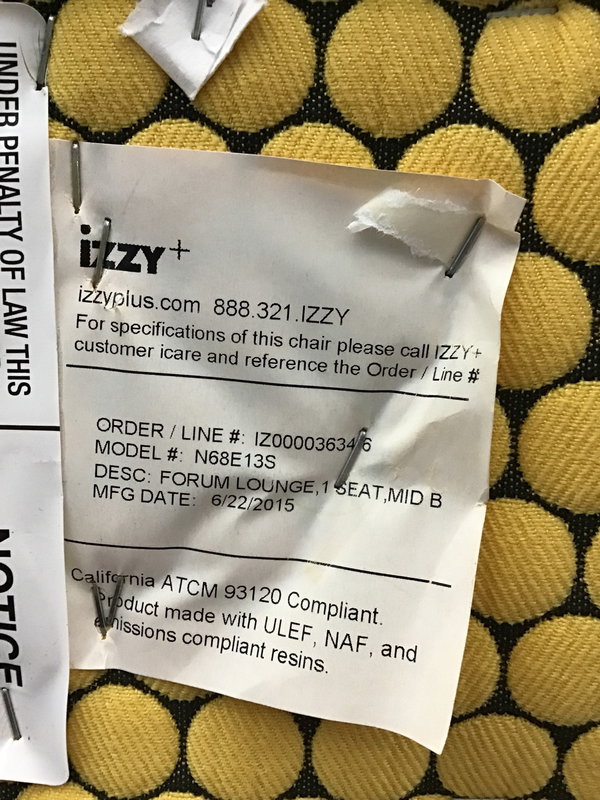 UNDER PENALTY OF LAW THIS
NOTICE
izzy+
izzyplus.com 888.321.IZZY
For specifications of this chair please call IZZY+
customer icare and reference the Order / Line #
ORDER / LINE #:
MODEL #: N68E13S
DESC: FORUM LOUNGE,1 SEAT,MID B
MFG DATE: 6/22/2015
California ATCM 93120 Compliant.
Product made with ULEF, NAF, and
emissions compliant resins.